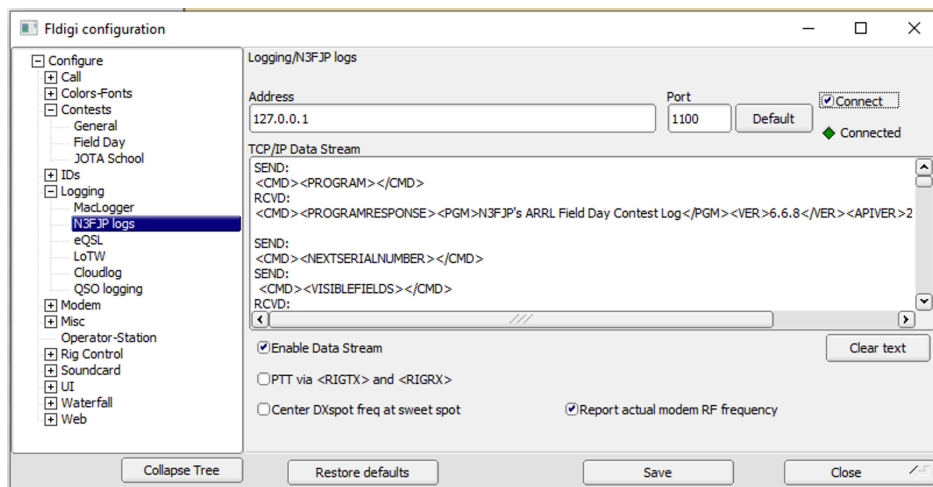 Fldigi configuration
Configure
Call
Colors-Fonts
Contests
General
Field Day
JOTA School
IDs
Logging
MacLogger
N3FJP logs
eQSL
LoTW
Cloudlog
QSO logging
Modem
Misc
Operator-Station
Rig Control
Soundcard
UI
Waterfall
Web
Collapse Tree
Logging/N3FJP logs
Address
127.0.0.1
Port
1100
Default
Connect
Connected
TCP/IP Data Stream
SEND:
<CMD><PROGRAM></CMD>
RCVD:
<CMD><PROGRAMRESPONSE><PGM>N3FJP's ARRL Field Day Contest Log</PGM><VER>6.6.8</VER><APIVER>2
SEND:
<CMD><NEXTSERIALNUMBER></CMD>
SEND:
<CMD><VISIBLEFIELDS></CMD>
RCVD:
Enable Data Stream
Clear text
PTT via <RIGTX> and <RIGRX>
Center DXspot freq at sweet spot
Report actual modem RF frequency
Restore defaults
Save
Close